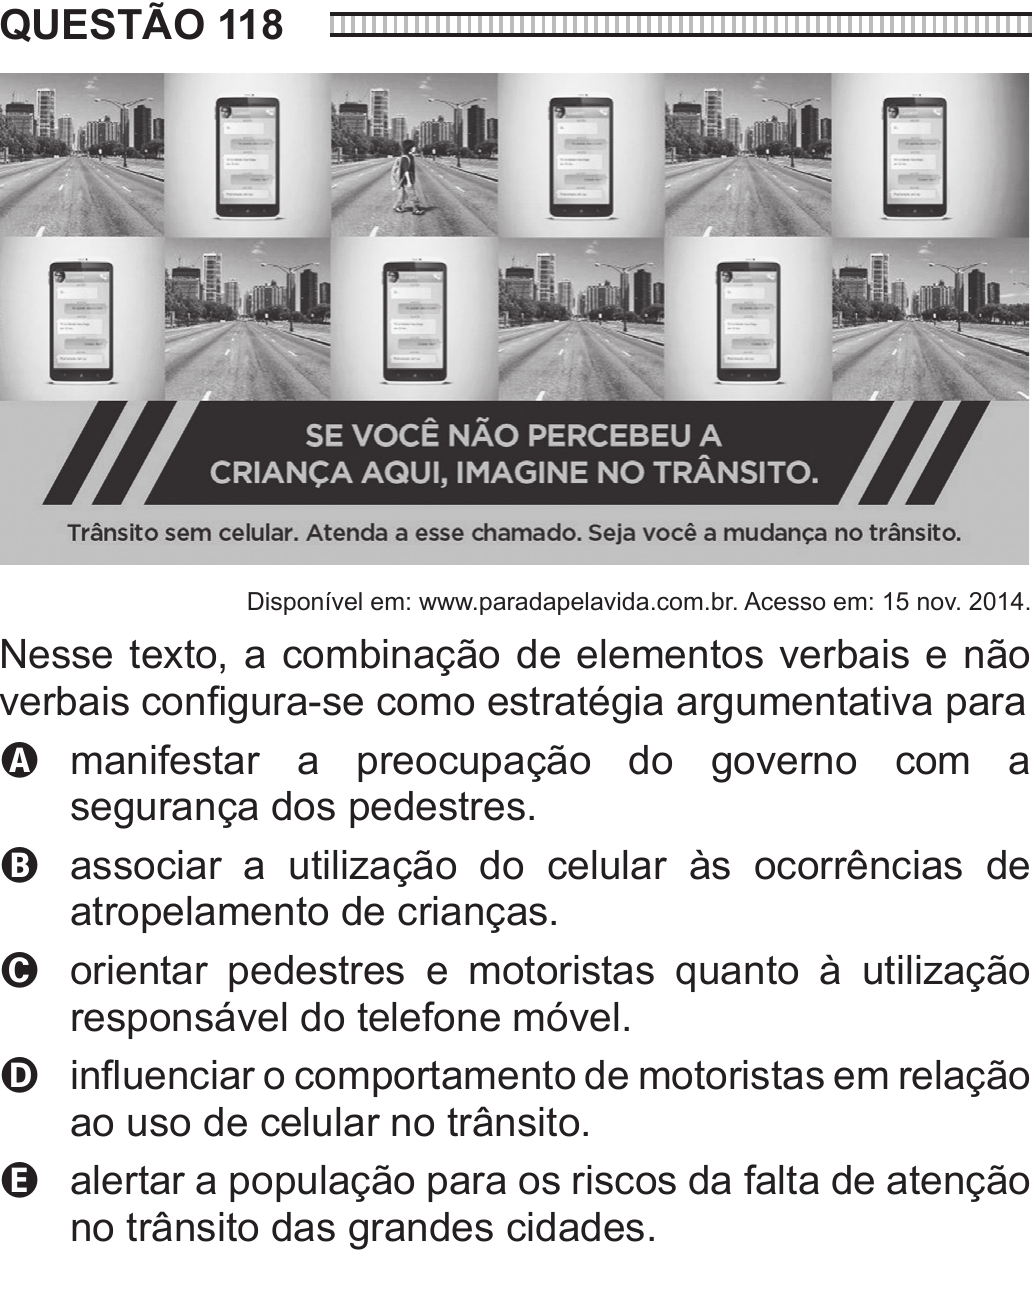 QUESTÃO 118
SE VOCÊ NÃO PERCEBEU A
CRIANÇA AQUI, IMAGINE NO TRÂNSITO.
Trânsito sem celular. Atenda a esse chamado. Seja você a mudança no trânsito.
Disponível em: www.paradapelavida.com.br. Acesso em: 15 nov. 2014.
Nesse texto, a combinação de elementos verbais e não
verbais configura-se como estratégia argumentativa para
A manifestar a preocupação do governo com a
segurança dos pedestres.
B associar a utilização do celular às ocorrências de
atropelamento de crianças.
C orientar pedestres e motoristas quanto à utilização
responsável do telefone móvel.
D influenciar o comportamento de motoristas em relação
ao uso de celular no trânsito.
E alertar a população para os riscos da falta de atenção
no trânsito das grandes cidades.